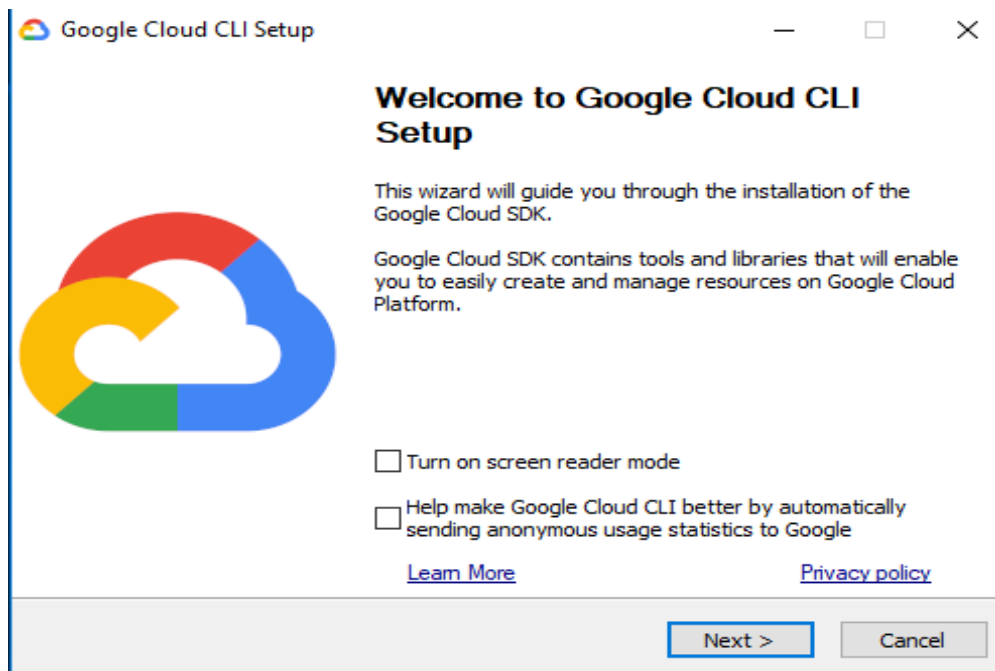 Google Cloud CLI Setup
Welcome to Google Cloud CLI
Setup
This wizard will guide you through the installation of the
Google Cloud SDK.
Google Cloud SDK contains tools and libraries that will enable
you to easily create and manage resources on Google Cloud
Platform.
Turn on screen reader mode
Help make Google Cloud CLI better by automatically
sending anonymous usage statistics to Google
Learn More Privacy policy
Next > Cancel